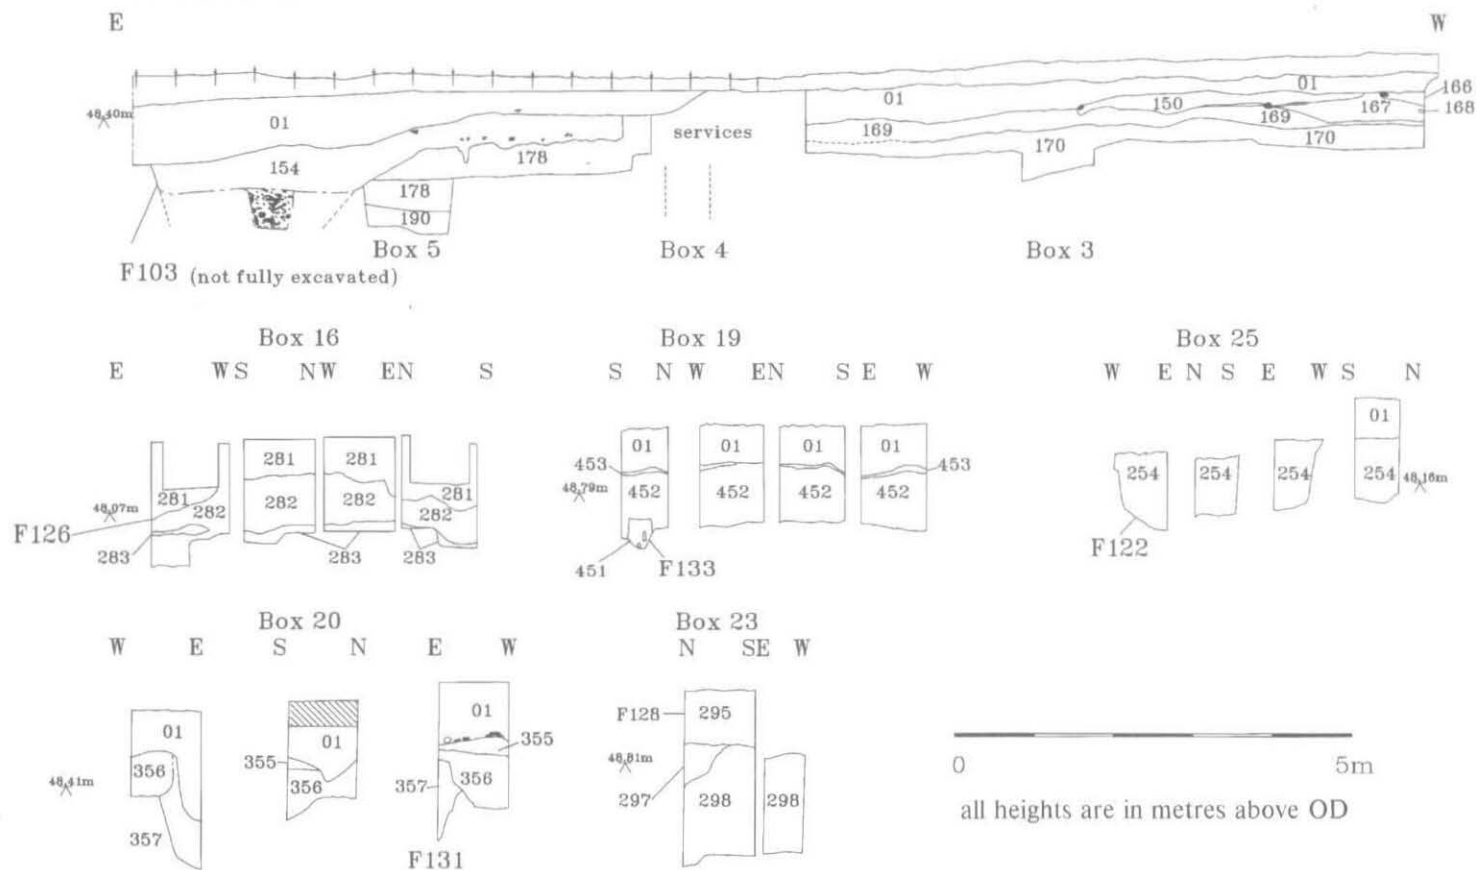 E W
01 166
48.40m 01 01 150 167 168
169 169
services
154 178 170 170
178
190
Box 5 Box 4 Box 3
F103 (not fully excavated)
Box 16 Box 19 Box 25
E W S N W E N S S N W E N S E W W E N S E W S N
01
281 281 01 01 01 01
453 453
281 281 254 254 254 254
48.07m 282 282 282 282 48.79m 452 452 452 452 48.16m
F126
283 283 283 451 F133 F122
Box 20 Box 23
W E S N E W N S E W
F128 295
01 01 01
355 355
48.41m 356 356 357 356 48.81m
297 298 298
357
F131
0 5m
all heights are in metres above OD